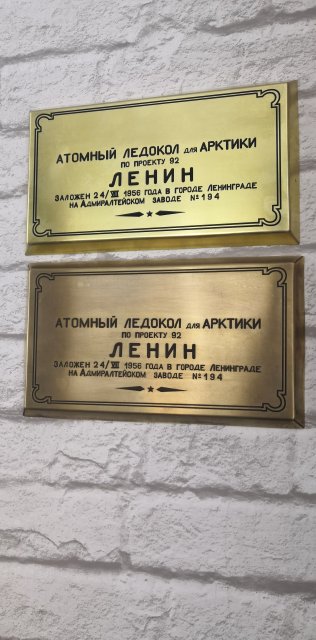 АТОМНЫЙ ЛЕДОКОЛ для АРКТИКИ
ПО ПРОЕКТУ 92
ЛЕНИН
ЗАЛОЖЕН 24/VIII 1956 ГОДА В ГОРОДЕ ЛЕНИНГРАДЕ
НА АДМИРАЛТЕЙСКОМ ЗАВОДЕ №194
АТОМНЫЙ ЛЕДОКОЛ для АРКТИКИ
ПО ПРОЕКТУ 92
ЛЕНИН
ЗАЛОЖЕН 24/VIII 1956 ГОДА В ГОРОДЕ ЛЕНИНГРАДЕ
НА АДМИРАЛТЕЙСКОМ ЗАВОДЕ №194